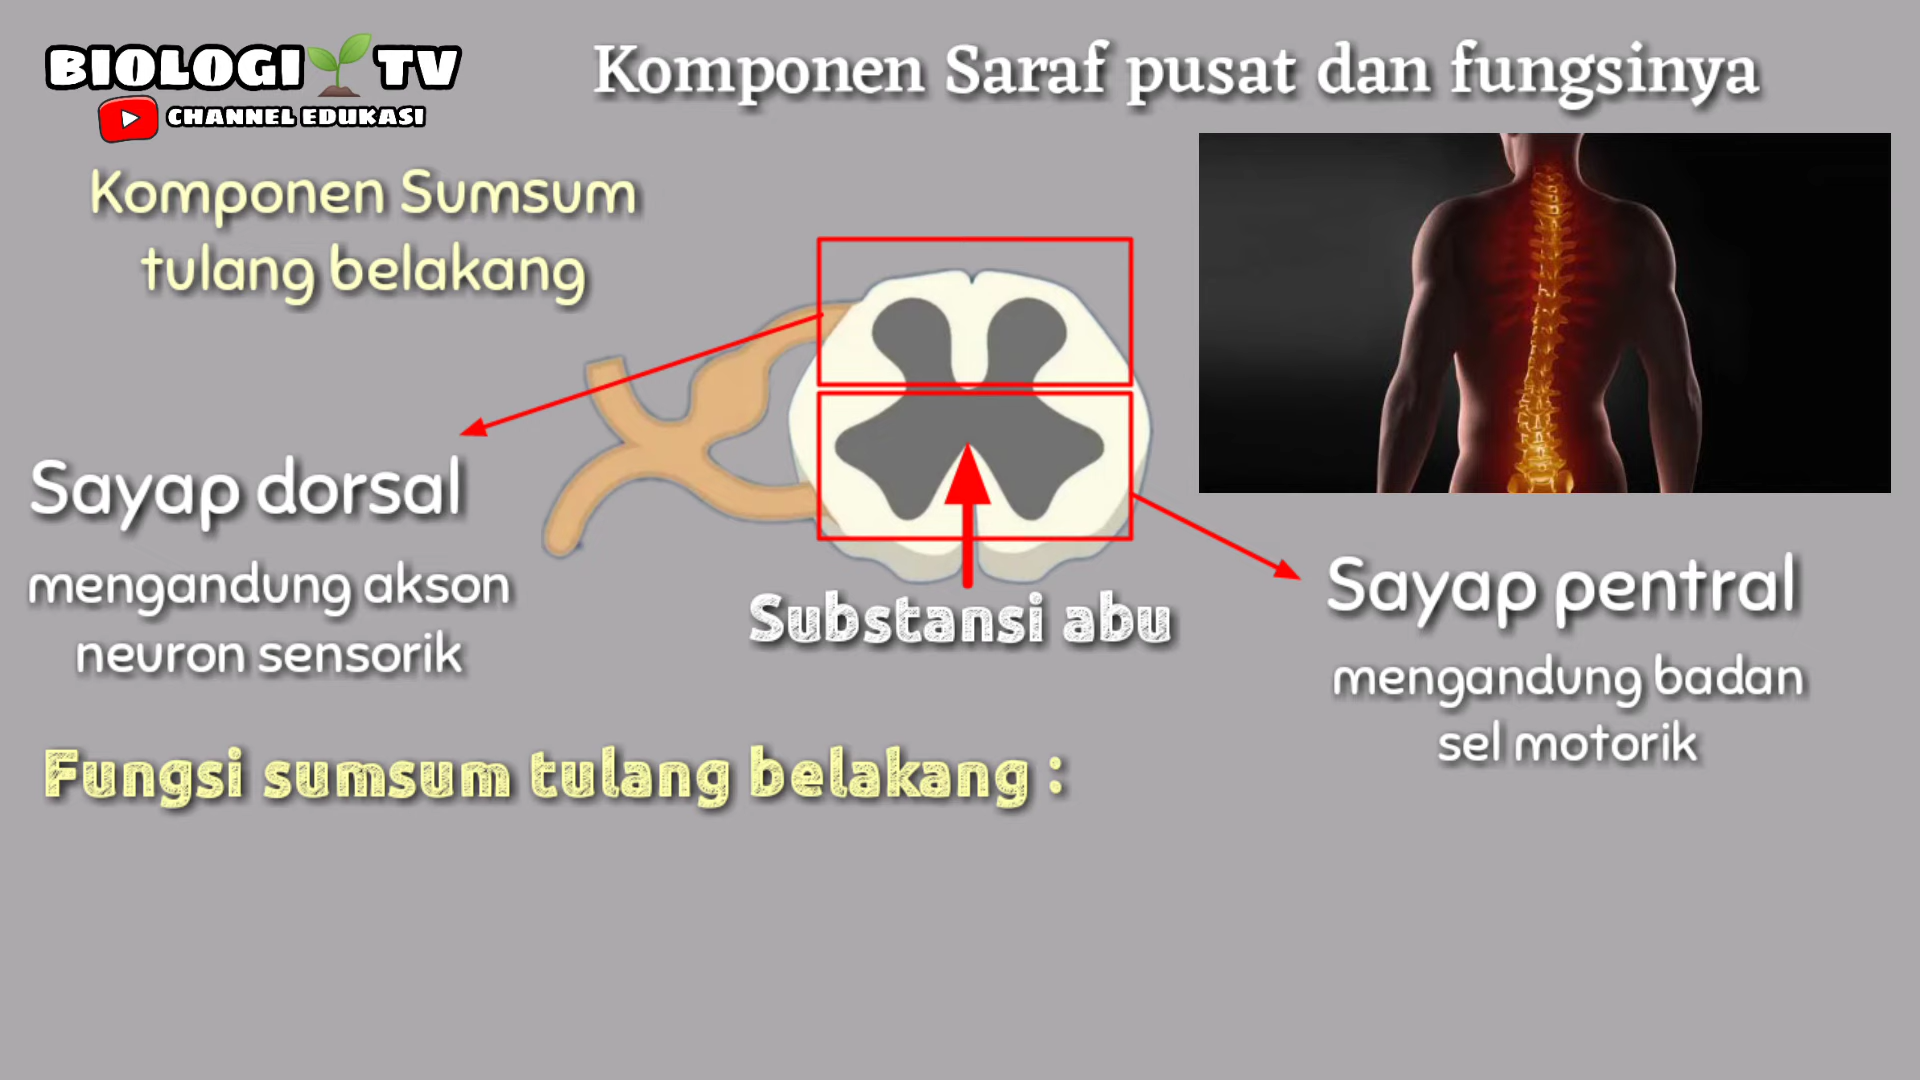 BIOLOGI TV
CHANNEL EDUKASI
Komponen Saraf pusat dan fungsinya
Komponen Sumsum
tulang belakang
Sayap dorsal
mengandung akson
neuron sensorik
Substansi abu
Sayap pentral
mengandung badan
sel motorik
Fungsi sumsum tulang belakang :